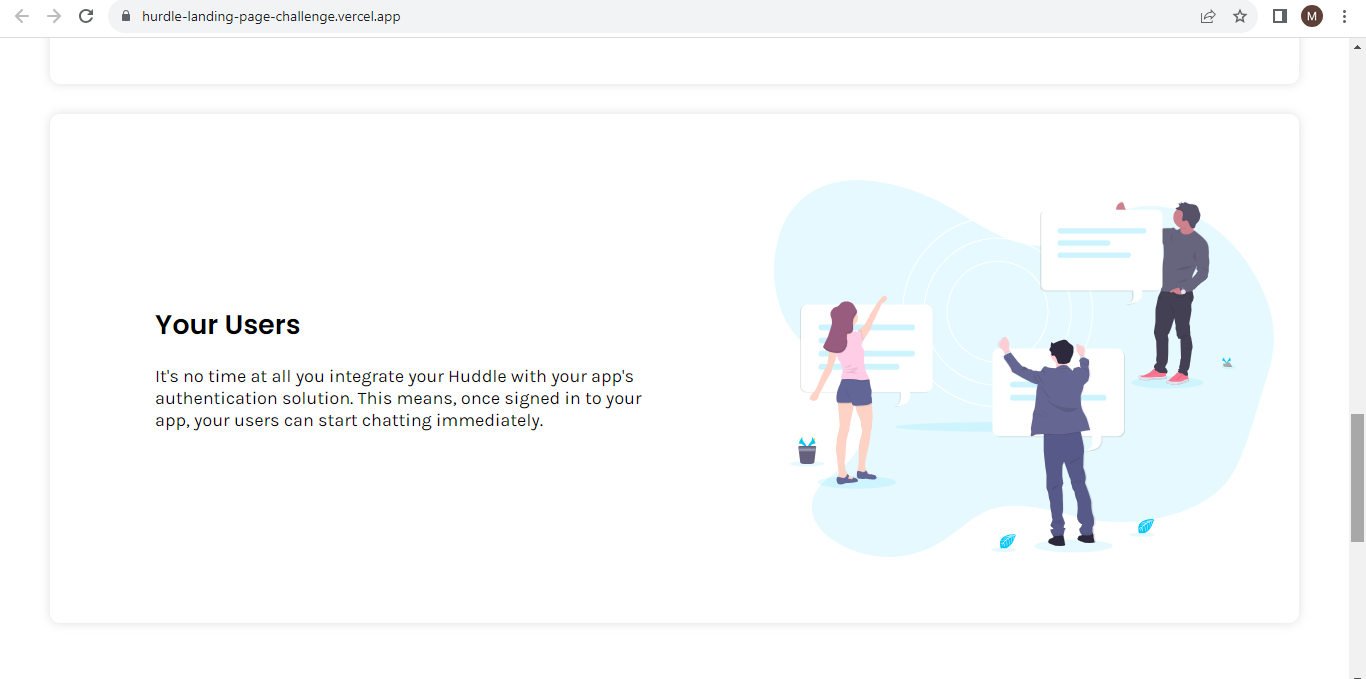 hurdle-landing-page-challenge.vercel.app
M
Your Users
It's no time at all you integrate your Huddle with your app's
authentication solution. This means, once signed in to your
app, your users can start chatting immediately.